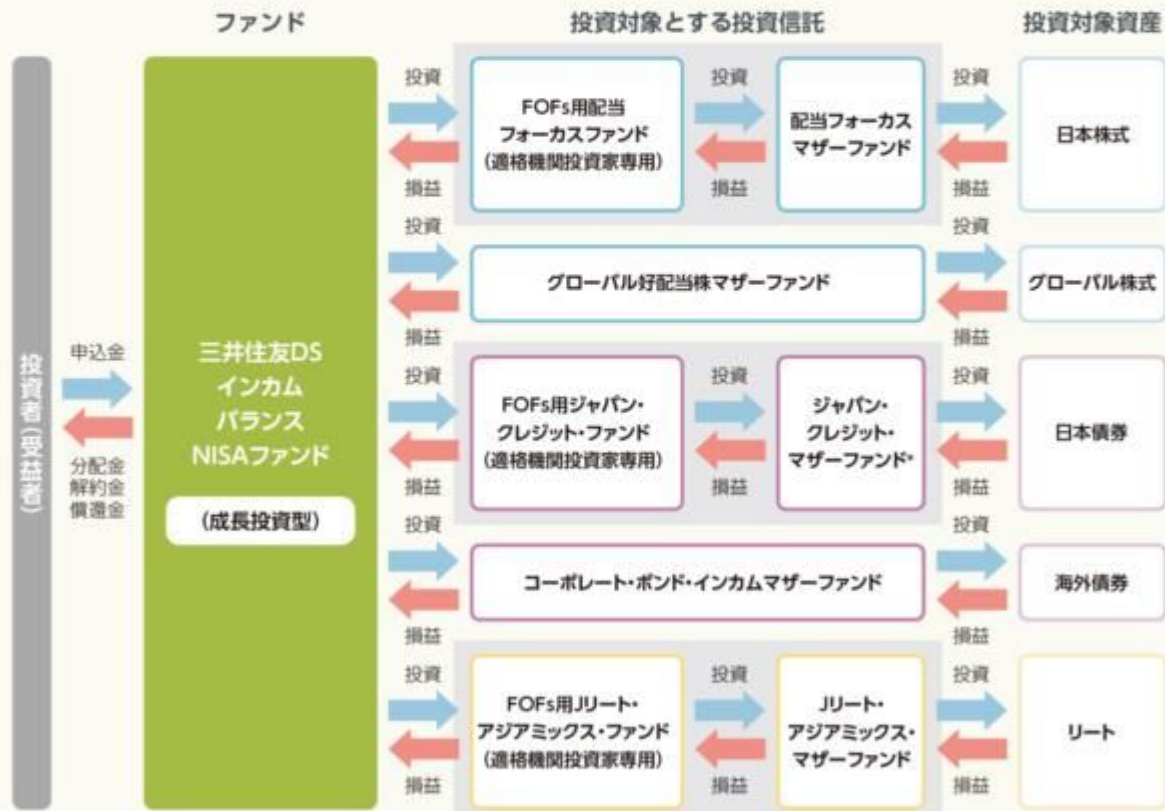 ファンド
投資対象とする投資信託
投資対象資産
投資者(受益者)
申込金
分配金
解約金
償還金
三井住友DS
インカム
バランス
NISAファンド
(成長投資型)
投資
損益
FOFs用配当
フォーカスファンド
(適格機関投資家専用)
投資
損益
配当フォーカス
マザーファンド
投資
損益
日本株式
投資
損益
グローバル好配当株マザーファンド
投資
損益
グローバル株式
投資
損益
FOFs用ジャパン・
クレジット・ファンド
(適格機関投資家専用)
投資
損益
ジャパン・
クレジット・
マザーファンド*
投資
損益
日本債券
投資
損益
コーポレート・ボンド・インカムマザーファンド
投資
損益
海外債券
投資
損益
FOFs用Jリート・
アジアミックス・ファンド
(適格機関投資家専用)
投資
損益
Jリート・
アジアミックス・
マザーファンド
投資
損益
リート